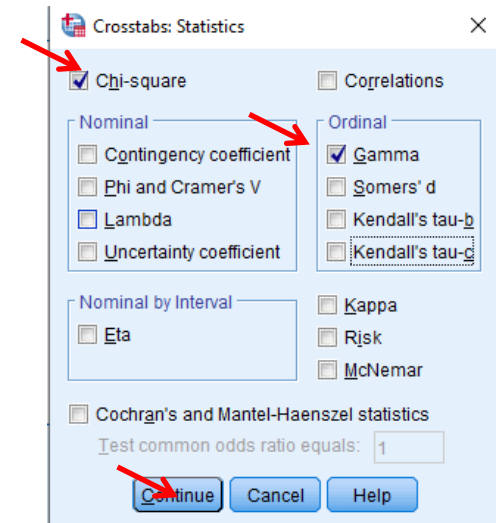 Crosstabs: Statistics
Chi-square
Correlations
Nominal
Contingency coefficient
Phi and Cramer's V
Lambda
Uncertainty coefficient
Ordinal
Gamma
Somers' d
Kendall's tau-b
Kendall's tau-c
Nominal by Interval
Eta
Kappa
Risk
McNemar
Cochran's and Mantel-Haenszel statistics
Test common odds ratio equals: 1
Continue Cancel Help